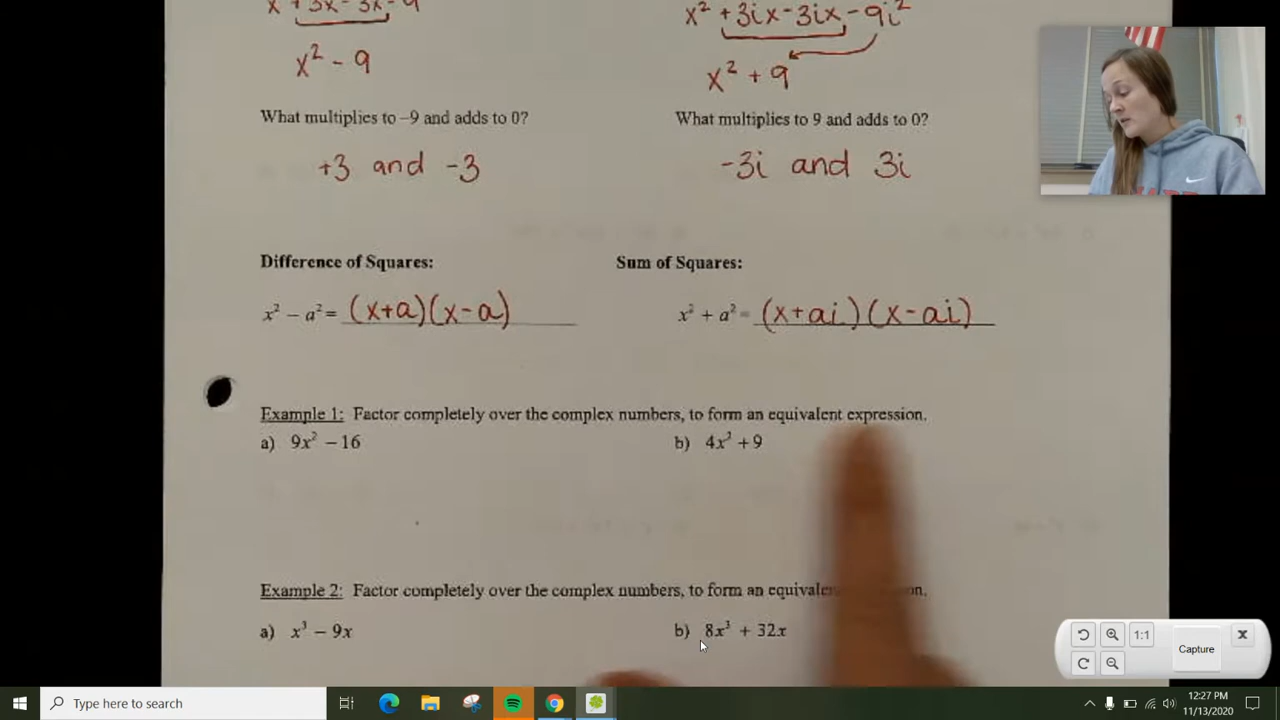 x² + 3ix - 3ix - 9i²
x² - 9
x² + 9
What multiplies to –9 and adds to 0?
What multiplies to 9 and adds to 0?
+3 and -3
-3i and 3i
Difference of Squares:
Sum of Squares:
x² – a² = (x+a)(x-a)
x² + a² = (x+ai)(x-ai)
Example 1: Factor completely over the complex numbers, to form an equivalent expression.
a) 9x² – 16
b) 4x² + 9
Example 2: Factor completely over the complex numbers, to form an
a) x³ – 9x
b) 8x³ + 32x
1:1
Capture
Type here to search
12:27 PM
11/13/2020